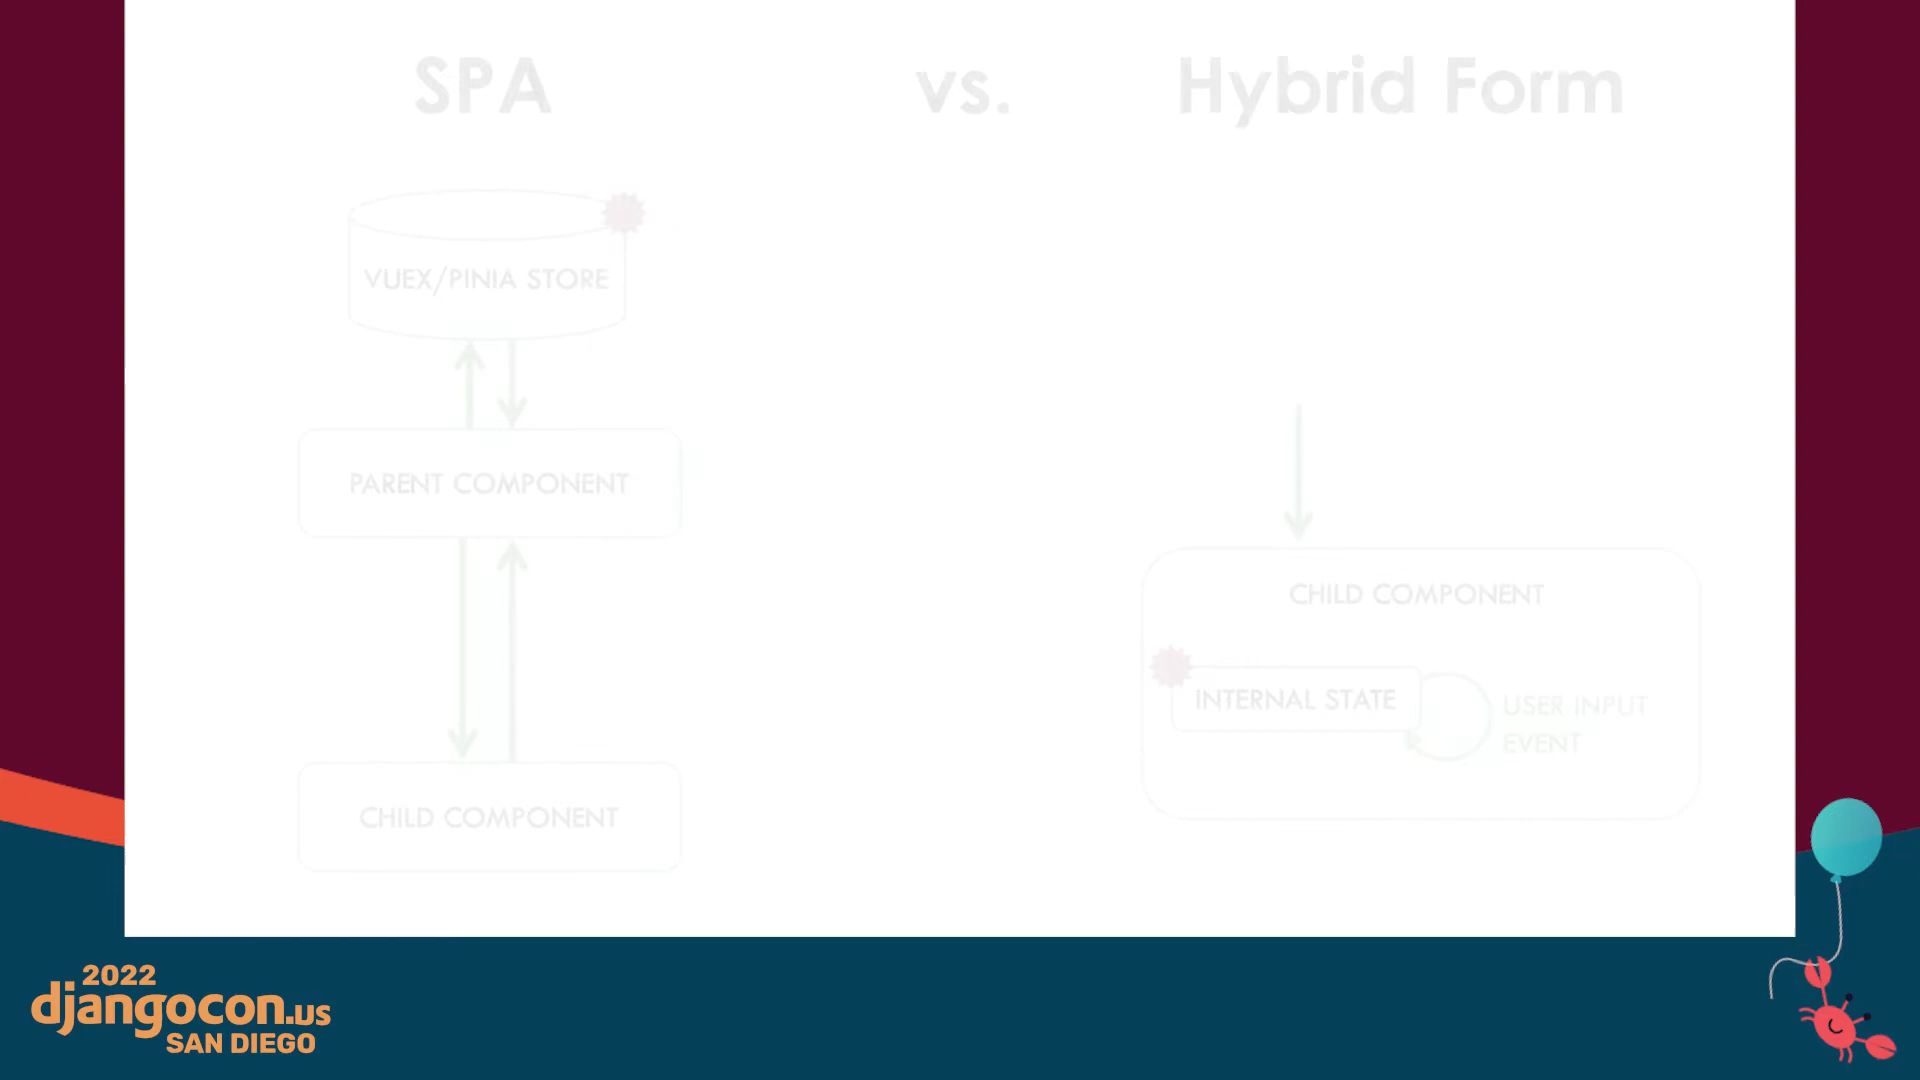 SPA vs. Hybrid Form
VUEX/PINIA STORE
PARENT COMPONENT
CHILD COMPONENT
CHILD COMPONENT
INTERNAL STATE
USER INPUT
EVENT
2022
djangocon.us
SAN DIEGO